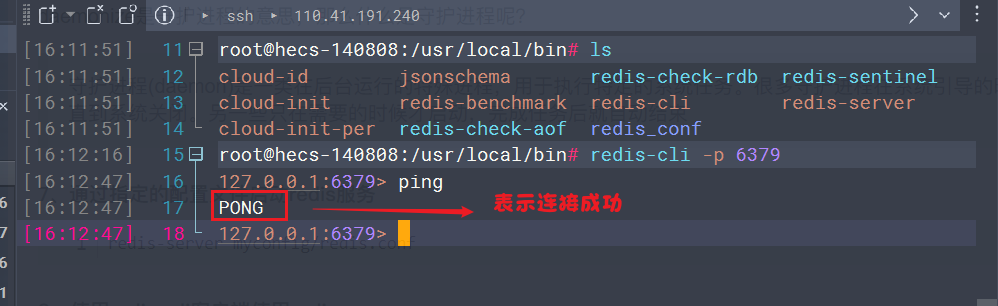 ssh › 110.41.191.240
[16:11:51] 11 root@hecs-140808:/usr/local/bin# ls
[16:11:51] 12 cloud-id jsonschema redis-check-rdb redis-sentinel
[16:11:51] 13 cloud-init redis-benchmark redis-cli redis-server
[16:11:51] 14 cloud-init-per redis-check-aof redis_conf
[16:12:16] 15 root@hecs-140808:/usr/local/bin# redis-cli -p 6379
[16:12:47] 16 127.0.0.1:6379> ping
[16:12:47] 17 PONG 表示连接成功
[16:12:47] 18 127.0.0.1:6379>